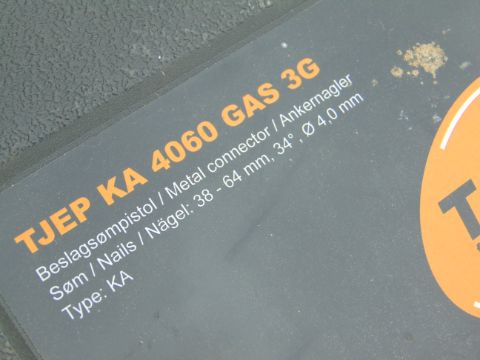 TJEP KA 4060 GAS 3G
Beslagsømpistol / Metal connector / Ankernagler
Søm / Nails / Nägel: 38 - 64 mm, 34°, Ø 4,0 mm
Type: KA